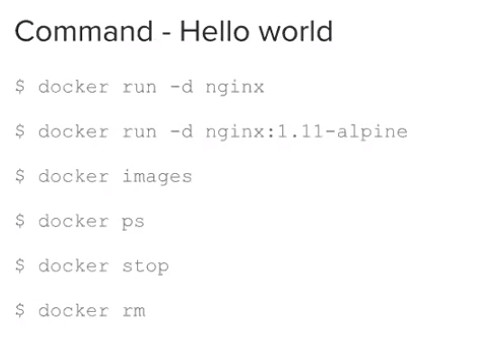 Command - Hello world
$ docker run -d nginx
$ docker run -d nginx:1.11-alpine
$ docker images
$ docker ps
$ docker stop
$ docker rm